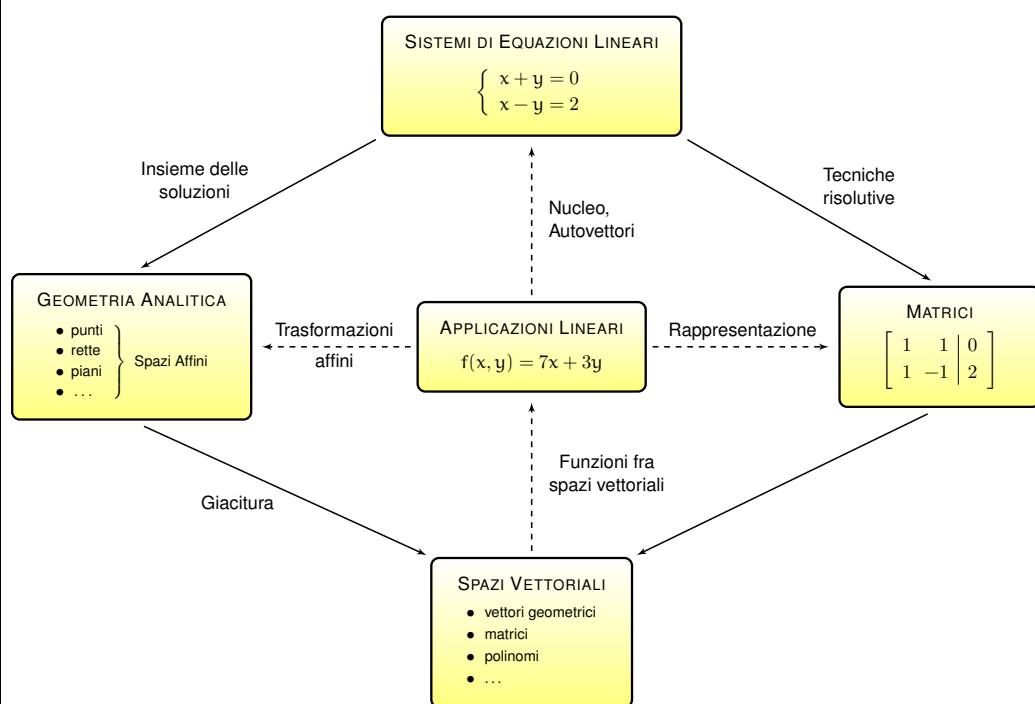 SISTEMI DI EQUAZIONI LINEARI
x + y = 0
x − y = 2
Insieme delle
soluzioni
Tecniche
risolutive
Nucleo,
Autovettori
GEOMETRIA ANALITICA
• punti
• rette
• piani
• ...
Spazi Affini
Trasformazioni
affini
APPLICAZIONI LINEARI
f(x, y) = 7x + 3y
Rappresentazione
MATRICI
1 1 | 0
1 −1 | 2
Giacitura
Funzioni fra
spazi vettoriali
SPAZI VETTORIALI
• vettori geometrici
• matrici
• polinomi
• ...